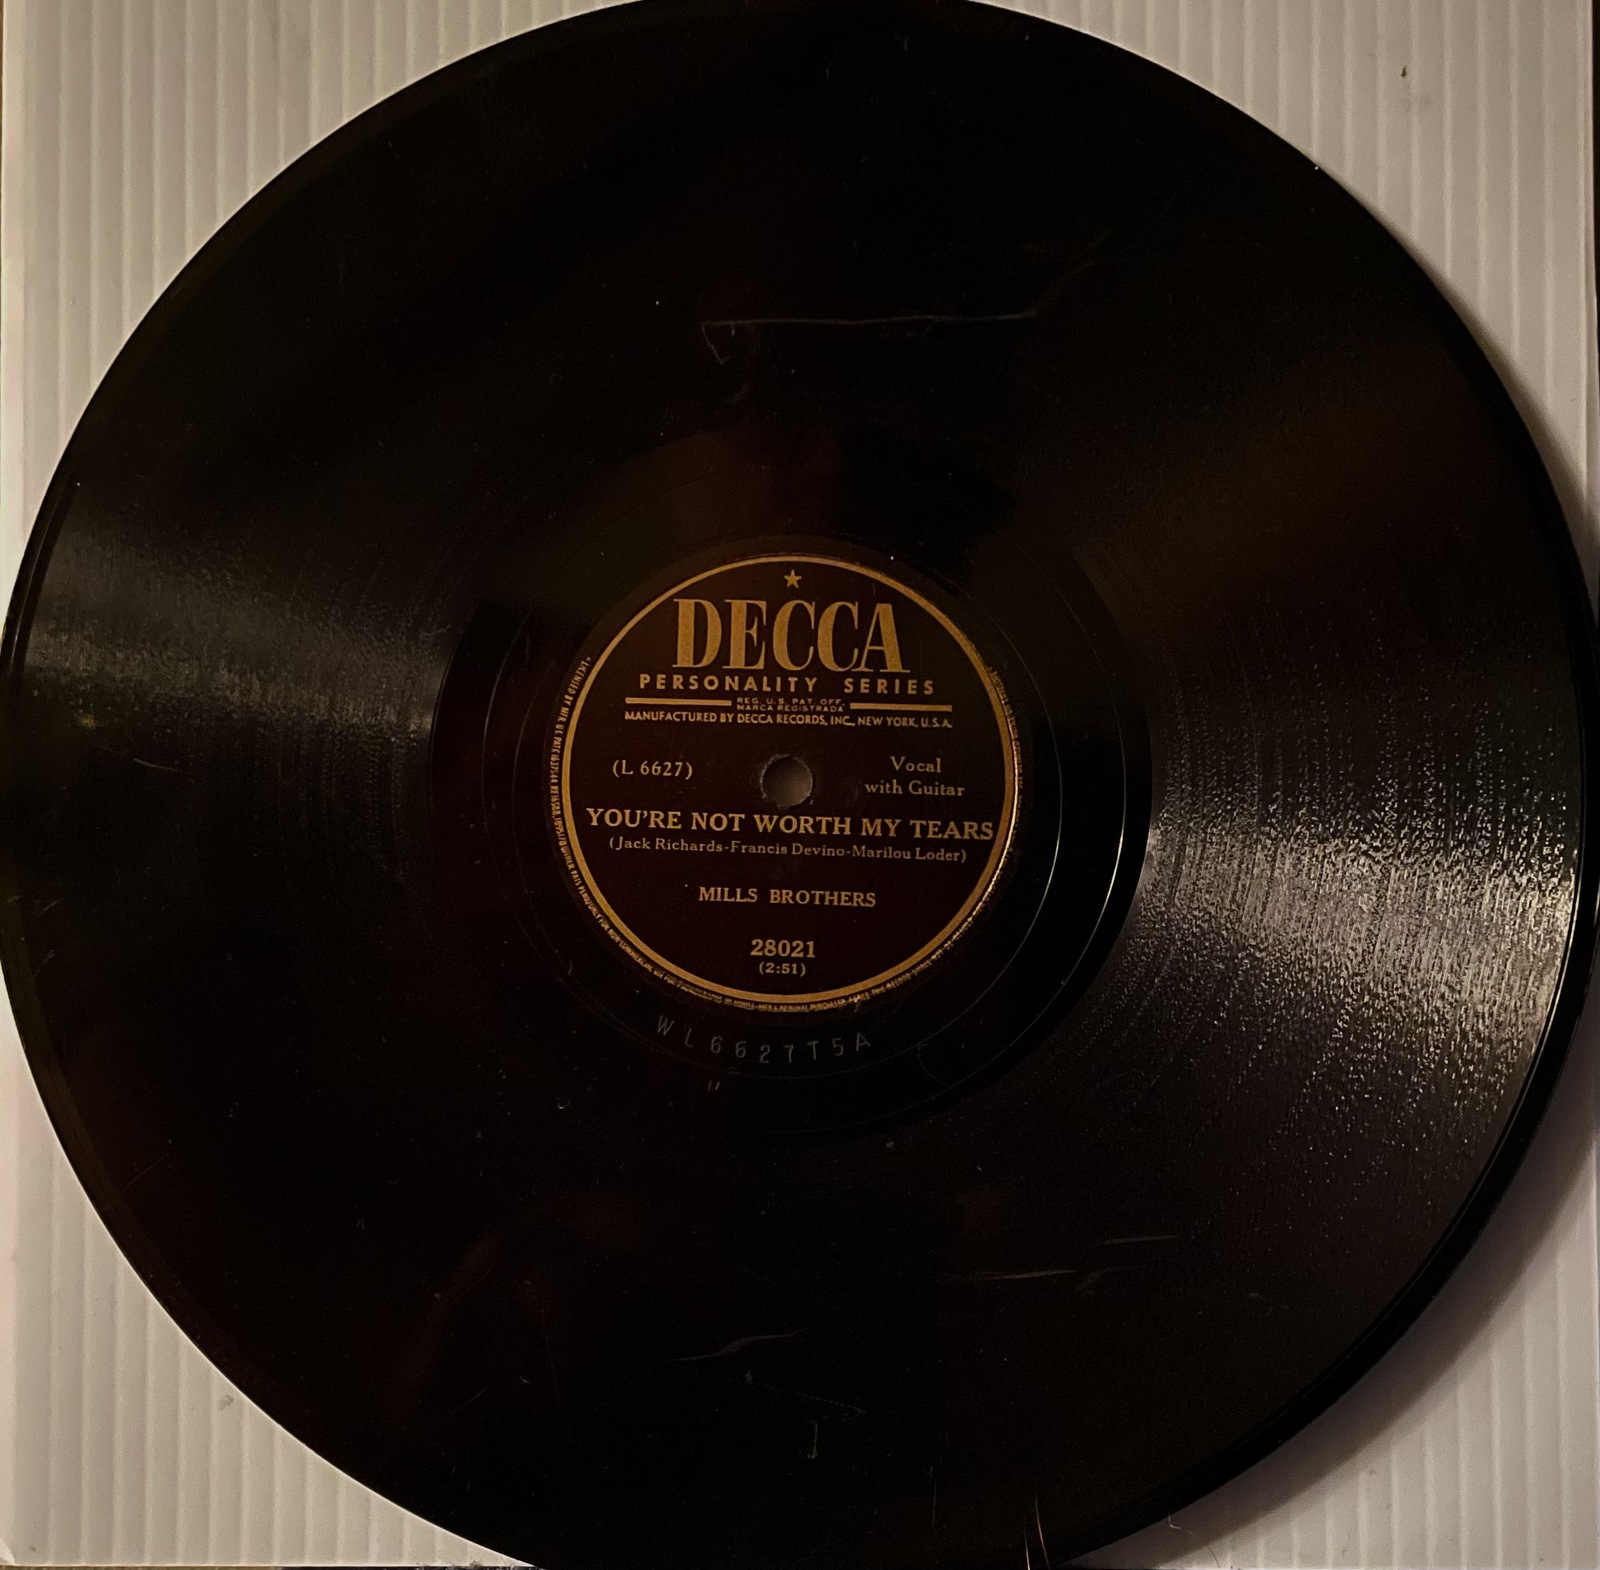 DECCA
PERSONALITY SERIES
REG. U.S. PAT. OFF.
MARCA REGISTRADA
MANUFACTURED BY DECCA RECORDS, INC., NEW YORK, U.S.A.
(L 6627)
Vocal
with Guitar
YOU'RE NOT WORTH MY TEARS
(Jack Richards-Francis Devino-Marilou Loder)
MILLS BROTHERS
28021
(2:51)
WL6627T5A